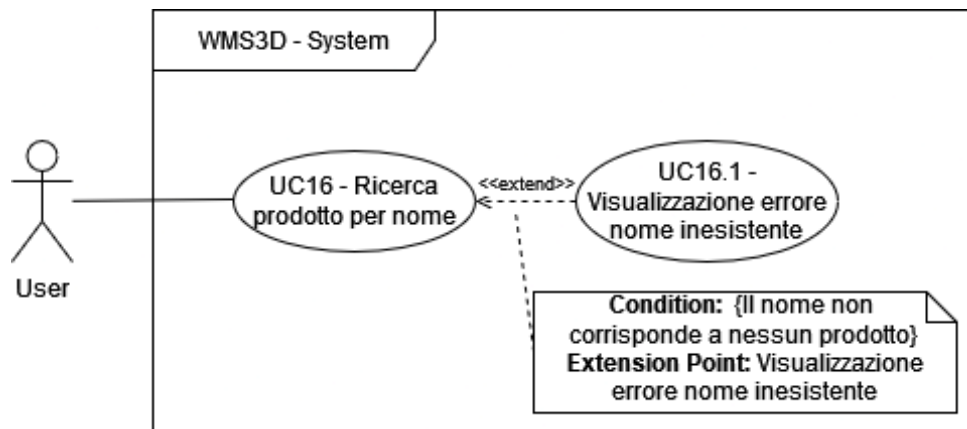 WMS3D - System
UC16 - Ricerca
prodotto per nome
<<extend>>
UC16.1 -
Visualizzazione errore
nome inesistente
User
Condition: {Il nome non
corrisponde a nessun prodotto}
Extension Point: Visualizzazione
errore nome inesistente